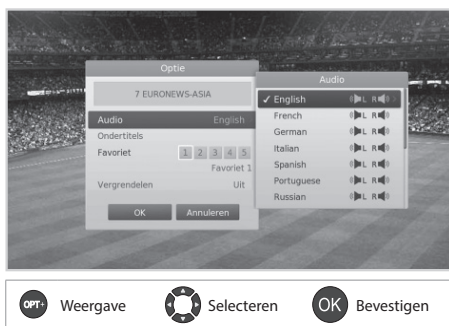 Optie
7 EURONEWS-ASIA
Audio English
Ondertitels
Favoriet 1 2 3 4 5
Favoriet 1
Vergrendelen Uit
OK Annuleren
Audio
✓ English L R
French L R
German L R
Italian L R
Spanish L R
Portuguese L R
Russian L R
OPT+ Weergave Selecteren OK Bevestigen